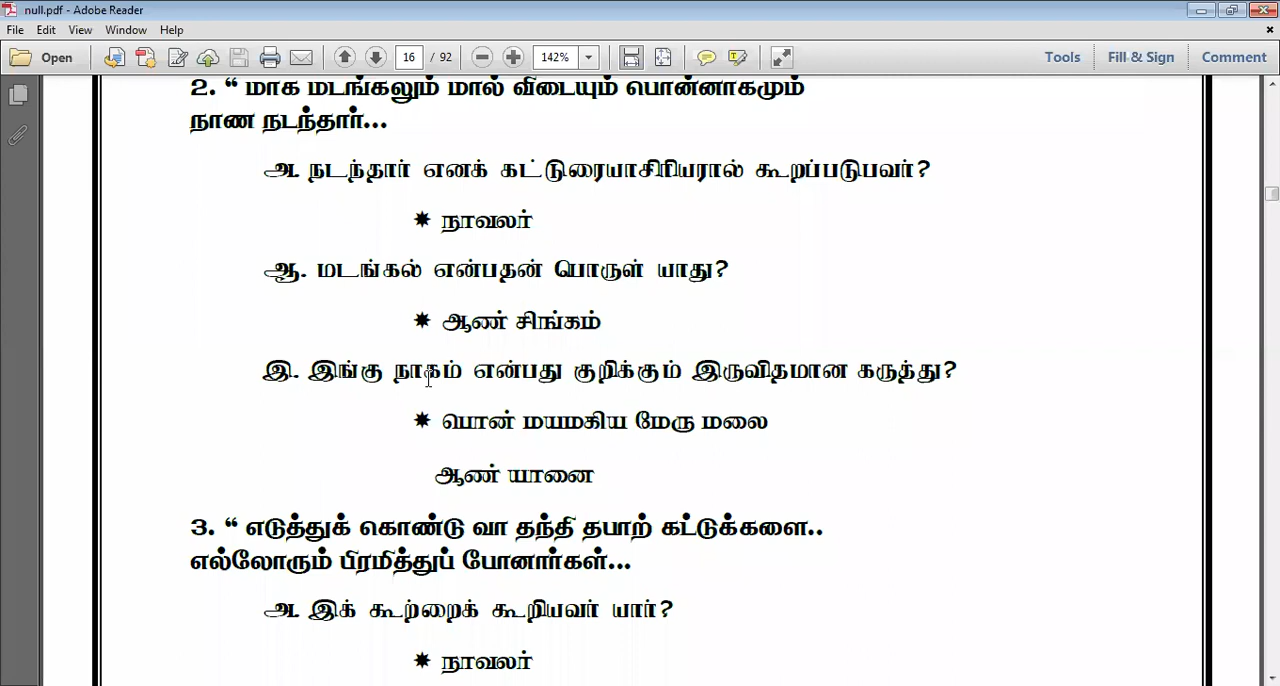 null.pdf - Adobe Reader
File Edit View Window Help
Open 16 / 92 142% Tools Fill & Sign Comment
2. “ மாக மடங்கலும் மால் விடையும் பொன்னாகமும்
நாண நடந்தார்...
அ. நடந்தார் எனக் கட்டுரையாசிரியரால் கூறப்படுபவர்?
✷ நாவலர்
ஆ. மடங்கல் என்பதன் பொருள் யாது?
✷ ஆண் சிங்கம்
இ. இங்கு நாகம் என்பது குறிக்கும் இருவிதமான கருத்து?
✷ பொன் மயமகிய மேரு மலை
ஆண் யானை
3. “ எடுத்துக் கொண்டு வா தந்தி தபாற் கட்டுக்களை..
எல்லோரும் பிரமித்துப் போனார்கள்...
அ. இக் கூற்றைக் கூறியவர் யார்?
✷ நாவலர்